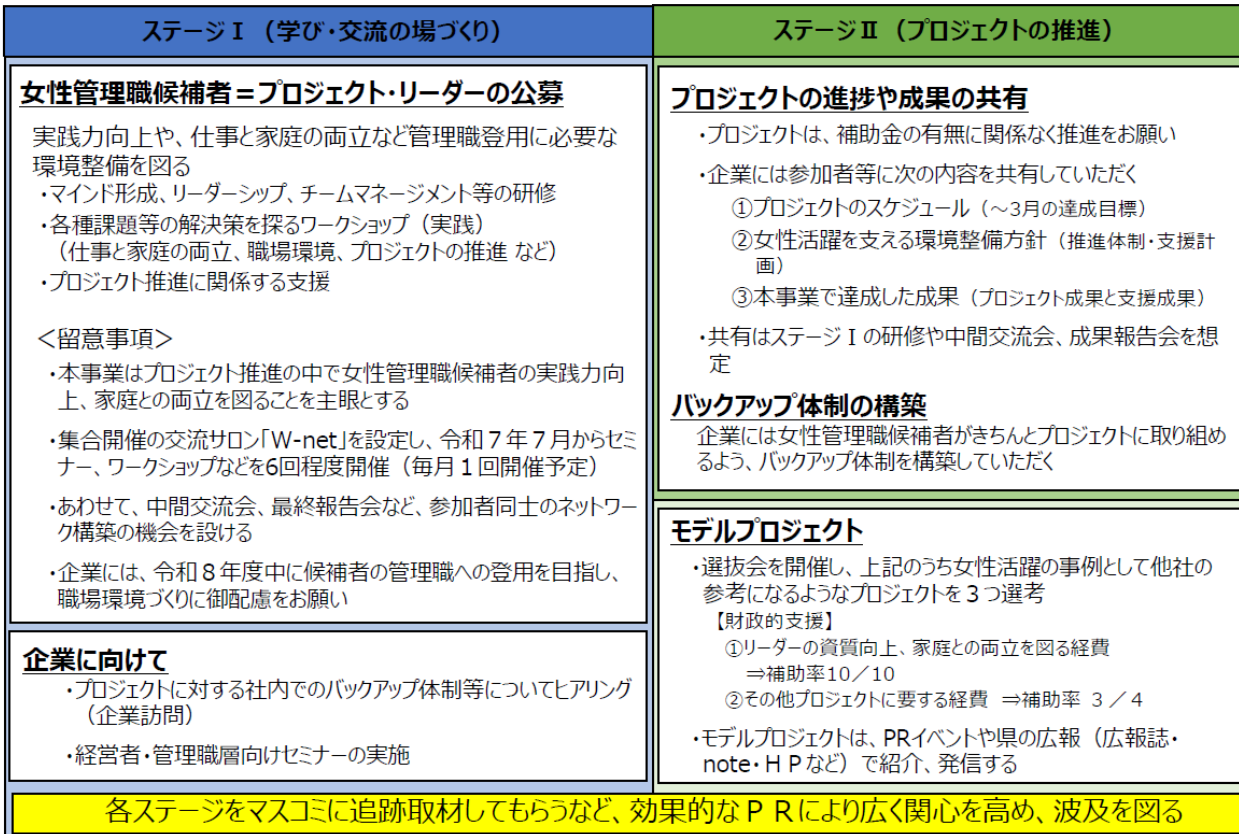 ステージⅠ（学び・交流の場づくり）
女性管理職候補者＝プロジェクト・リーダーの公募
実践力向上や、仕事と家庭の両立など管理職登用に必要な
環境整備を図る
・マインド形成、リーダーシップ、チームマネージメント等の研修
・各種課題等の解決策を探るワークショップ（実践）
（仕事と家庭の両立、職場環境、プロジェクトの推進 など）
・プロジェクト推進に関係する支援
＜留意事項＞
・本事業はプロジェクト推進の中で女性管理職候補者の実践力向
上、家庭との両立を図ることを主眼とする
・集合開催の交流サロン「W-net」を設定し、令和７年７月からセミ
ナー、ワークショップなどを6回程度開催（毎月１回開催予定）
・あわせて、中間交流会、最終報告会など、参加者同士のネットワー
ク構築の機会を設ける
・企業には、令和８年度中に候補者の管理職への登用を目指し、
職場環境づくりに御配慮をお願い
企業に向けて
・プロジェクトに対する社内でのバックアップ体制等についてヒアリング
（企業訪問）
・経営者・管理職層向けセミナーの実施
ステージⅡ（プロジェクトの推進）
プロジェクトの進捗や成果の共有
・プロジェクトは、補助金の有無に関係なく推進をお願い
・企業には参加者等に次の内容を共有していただく
①プロジェクトのスケジュール（～3月の達成目標）
②女性活躍を支える環境整備方針（推進体制・支援計
画）
③本事業で達成した成果（プロジェクト成果と支援成果）
・共有はステージⅠの研修や中間交流会、成果報告会を想
定
バックアップ体制の構築
企業には女性管理職候補者がきちんとプロジェクトに取り組め
るよう、バックアップ体制を構築していただく
モデルプロジェクト
・選抜会を開催し、上記のうち女性活躍の事例として他社の
参考になるようなプロジェクトを３つ選考
【財政的支援】
①リーダーの資質向上、家庭との両立を図る経費
⇒補助率10／10
②その他プロジェクトに要する経費 ⇒補助率 ３／４
・モデルプロジェクトは、PRイベントや県の広報（広報誌・
note・ＨＰなど）で紹介、発信する
各ステージをマスコミに追跡取材してもらうなど、効果的なＰＲにより広く関心を高め、波及を図る